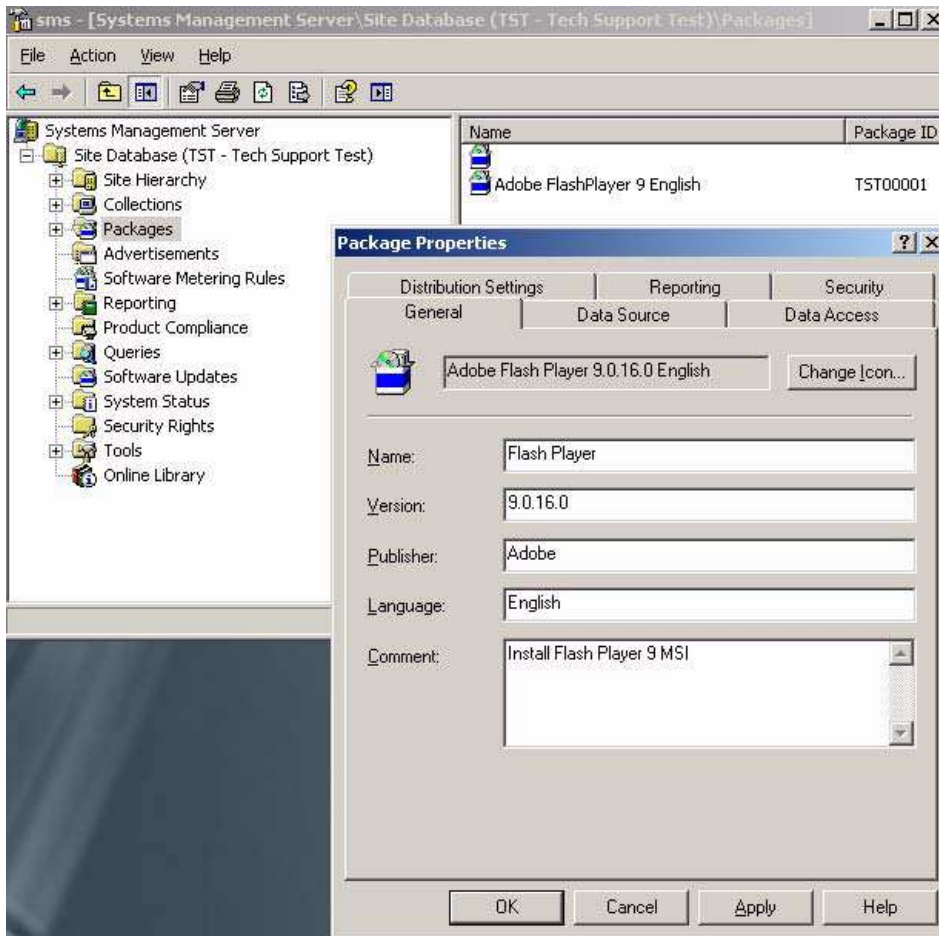 sms - [Systems Management Server\Site Database (TST - Tech Support Test)\Packages]
File Action View Help
Systems Management Server
Site Database (TST - Tech Support Test)
Site Hierarchy
Collections
Packages
Advertisements
Software Metering Rules
Reporting
Product Compliance
Queries
Software Updates
System Status
Security Rights
Tools
Online Library
Name Package ID
Adobe FlashPlayer 9 English TST00001
Package Properties
Distribution Settings Reporting Security
General Data Source Data Access
Adobe Flash Player 9.0.16.0 English Change Icon...
Name: Flash Player
Version: 9.0.16.0
Publisher: Adobe
Language: English
Comment: Install Flash Player 9 MSI
OK Cancel Apply Help